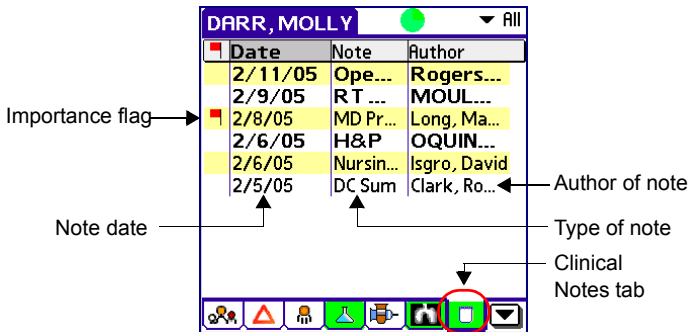 DARR, MOLLY All
Date Note Author
2/11/05 Ope... Rogers...
2/9/05 RT ... MOUL...
Importance flag 2/8/05 MD Pr... Long, Ma...
2/6/05 H&P OQUIN...
2/6/05 Nursin... Isgro, David
2/5/05 DC Sum Clark, Ro... Author of note
Note date Type of note
Clinical
Notes tab